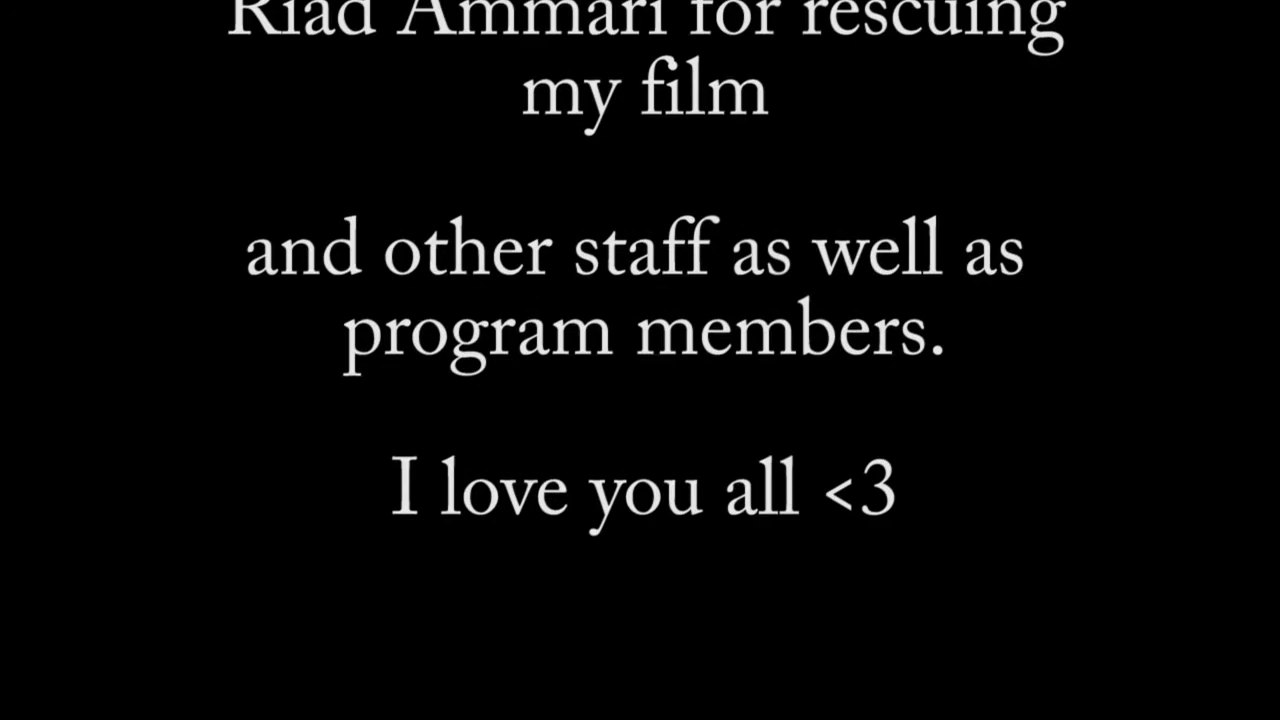 Riad Ammari for rescuing
my film
and other staff as well as
program members.
I love you all <3